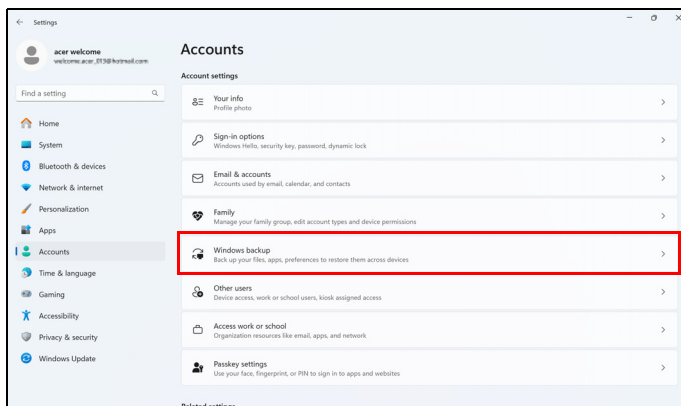 Settings
acer welcome
Find a setting
Home
System
Bluetooth & devices
Network & internet
Personalization
Apps
Accounts
Time & language
Gaming
Accessibility
Privacy & security
Windows Update
Accounts
Account settings
Your info
Profile photo
Sign-in options
Windows Hello, security key, password, dynamic lock
Email & accounts
Accounts used by email, calendar, and contacts
Family
Manage your family group, edit account types and device permissions
Windows backup
Back up your files, apps, preferences to restore them across devices
Other users
Device access, work or school users, kiosk assigned access
Access work or school
Organization resources like email, apps, and network
Passkey settings
Use your face, fingerprint, or PIN to sign in to apps and websites
Related settings